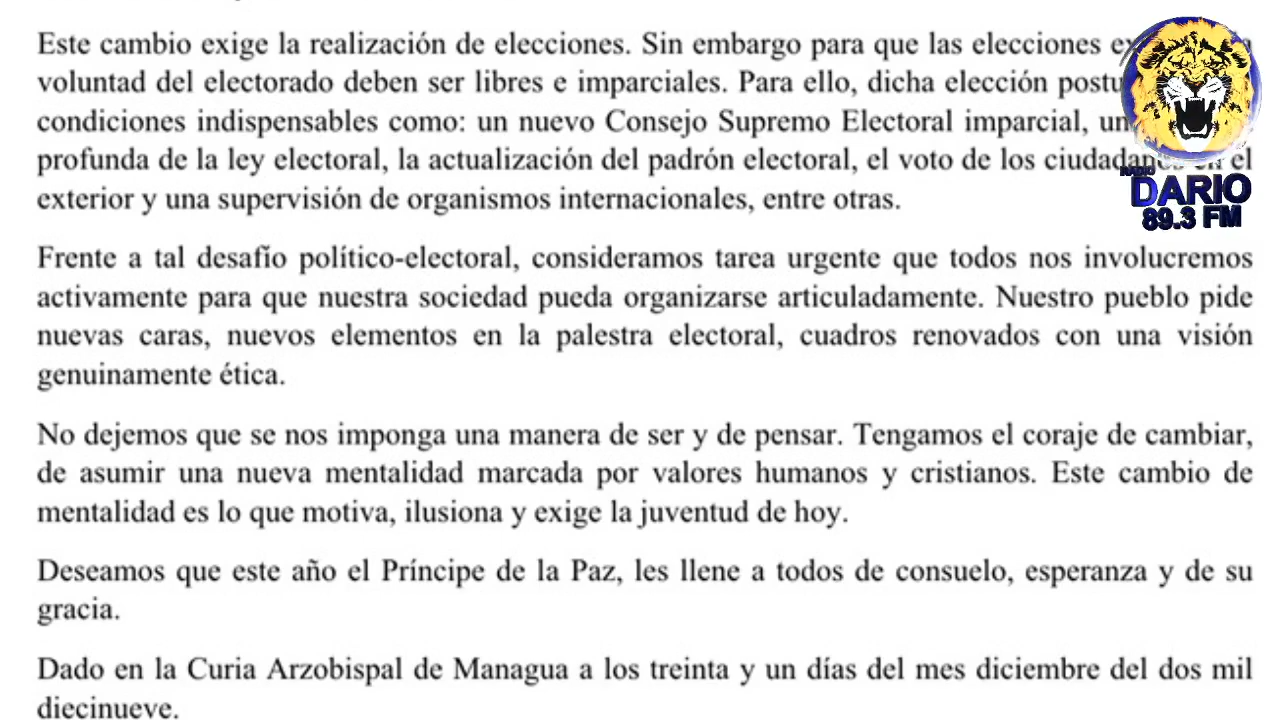 Este cambio exige la realización de elecciones. Sin embargo para que las elecciones
voluntad del electorado deben ser libres e imparciales. Para ello, dicha elección
condiciones indispensables como: un nuevo Consejo Supremo Electoral imparcial,
profunda de la ley electoral, la actualización del padrón electoral, el voto de los ciudadanos en el
exterior y una supervisión de organismos internacionales, entre otras.
RADIO
DARIO
89.3 FM
Frente a tal desafío político-electoral, consideramos tarea urgente que todos nos involucremos
activamente para que nuestra sociedad pueda organizarse articuladamente. Nuestro pueblo pide
nuevas caras, nuevos elementos en la palestra electoral, cuadros renovados con una visión
genuinamente ética.
No dejemos que se nos imponga una manera de ser y de pensar. Tengamos el coraje de cambiar,
de asumir una nueva mentalidad marcada por valores humanos y cristianos. Este cambio de
mentalidad es lo que motiva, ilusiona y exige la juventud de hoy.
Deseamos que este año el Príncipe de la Paz, les llene a todos de consuelo, esperanza y de su
gracia.
Dado en la Curia Arzobispal de Managua a los treinta y un días del mes diciembre del dos mil
diecinueve.